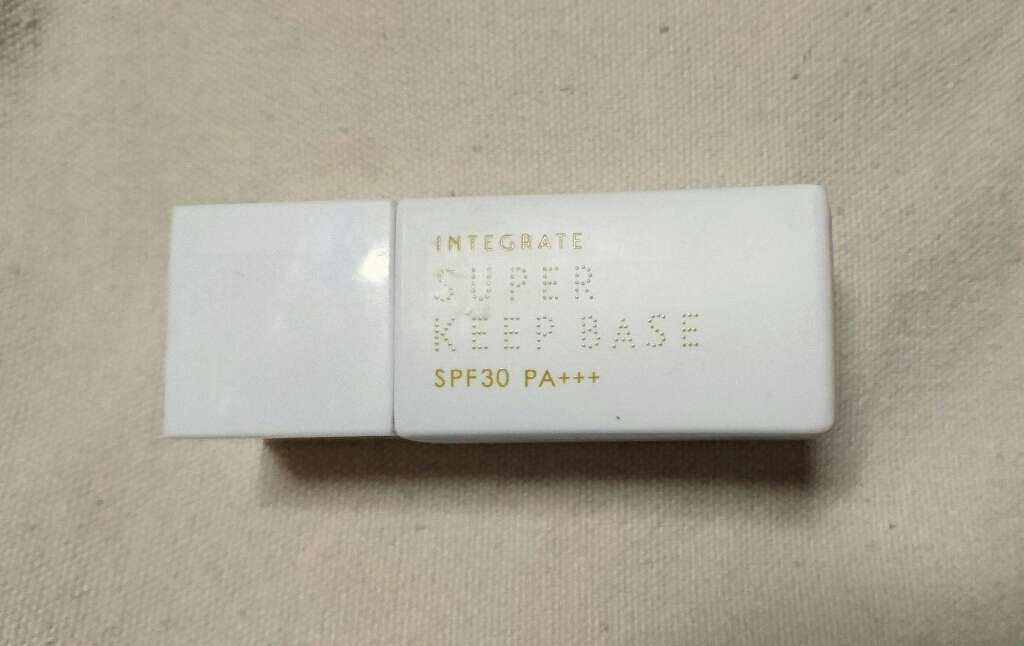 INTEGRATE
SUPER
KEEP BASE
SPF30 PA+++